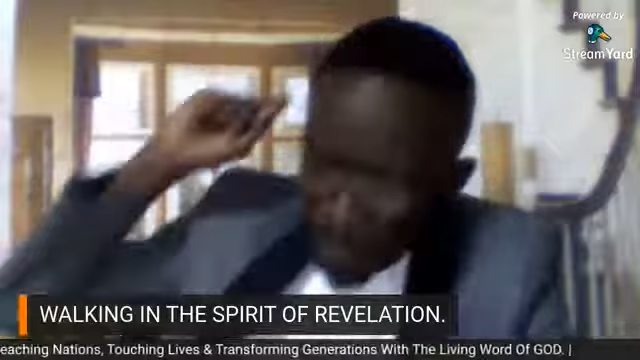 Powered by
StreamYard
WALKING IN THE SPIRIT OF REVELATION.
eaching Nations, Touching Lives & Transforming Generations With The Living Word Of GOD. |